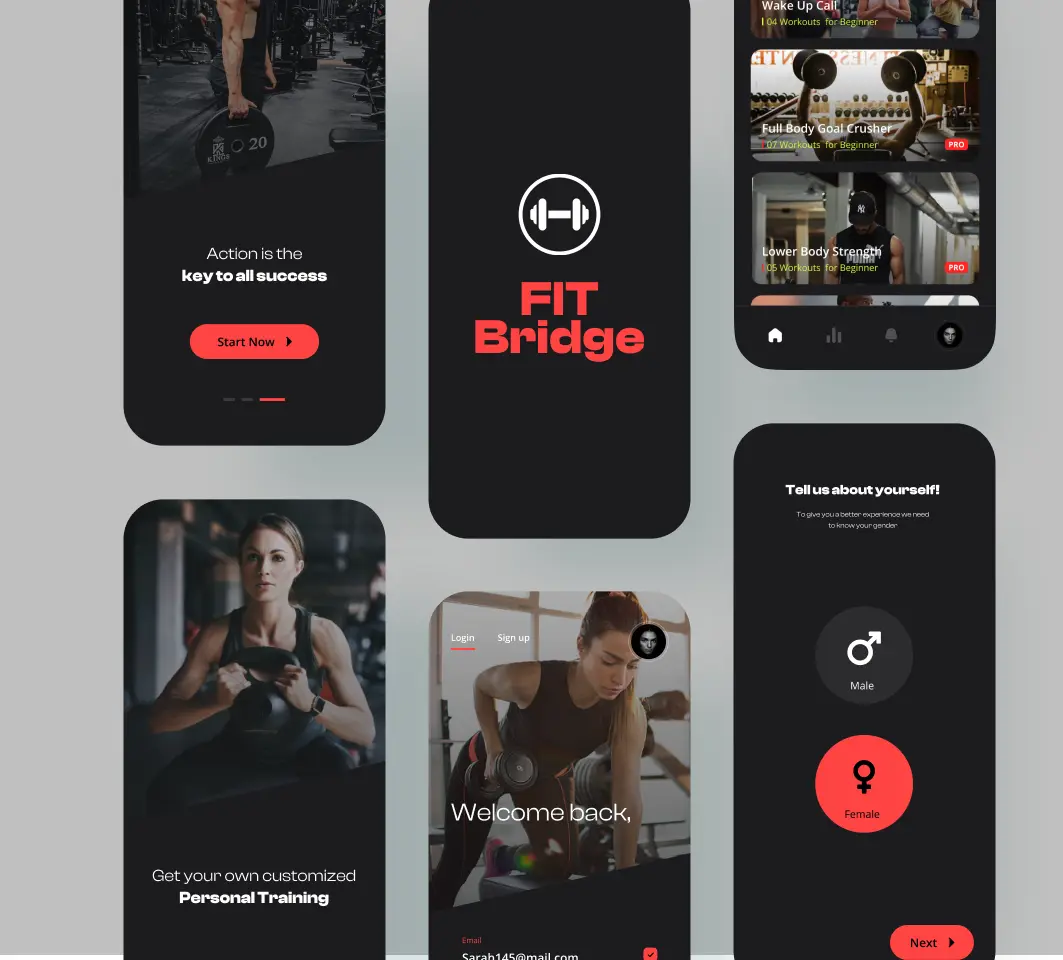 20
KINGS
Action is the
key to all success
Start Now
Get your own customized
Personal Training
FIT
Bridge
Login
Sign up
Welcome back,
Email
Sarah145@mail.com
Wake Up Call
04 Workouts for Beginner
Full Body Goal Crusher
07 Workouts for Beginner
PRO
Lower Body Strength
05 Workouts for Beginner
PRO
Tell us about yourself!
To give you a better experience we need
to know your gender
Male
Female
Next